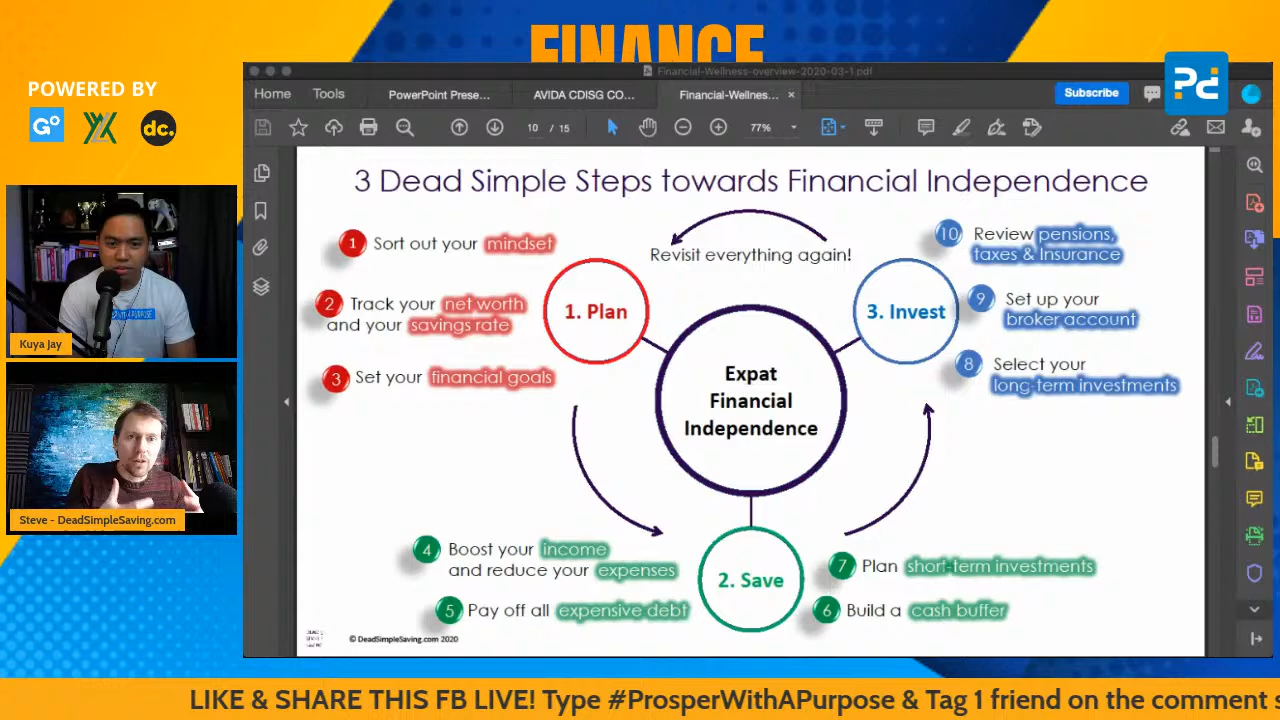 FINANCE
POWERED BY
GO
dc.
Pd
Kuya Jay
Steve - DeadSimpleSaving.com
Financial-Wellness-overview-2020-03-1.pdf
Home
Tools
PowerPoint Prese...
AVIDA CDISG CO...
Financial-Wellness...
×
Subscribe
10 / 15
77%
3 Dead Simple Steps towards Financial Independence
Revisit everything again!
1 Sort out your mindset
2 Track your net worth
and your savings rate
3 Set your financial goals
1. Plan
3. Invest
10 Review pensions,
taxes & Insurance
9 Set up your
broker account
8 Select your
long-term investments
Expat
Financial
Independence
4 Boost your income
and reduce your expenses
5 Pay off all expensive debt
2. Save
7 Plan short-term investments
6 Build a cash buffer
© DeadSimpleSaving.com 2020
LIKE & SHARE THIS FB LIVE! Type #ProsperWithAPurpose & Tag 1 friend on the comment s